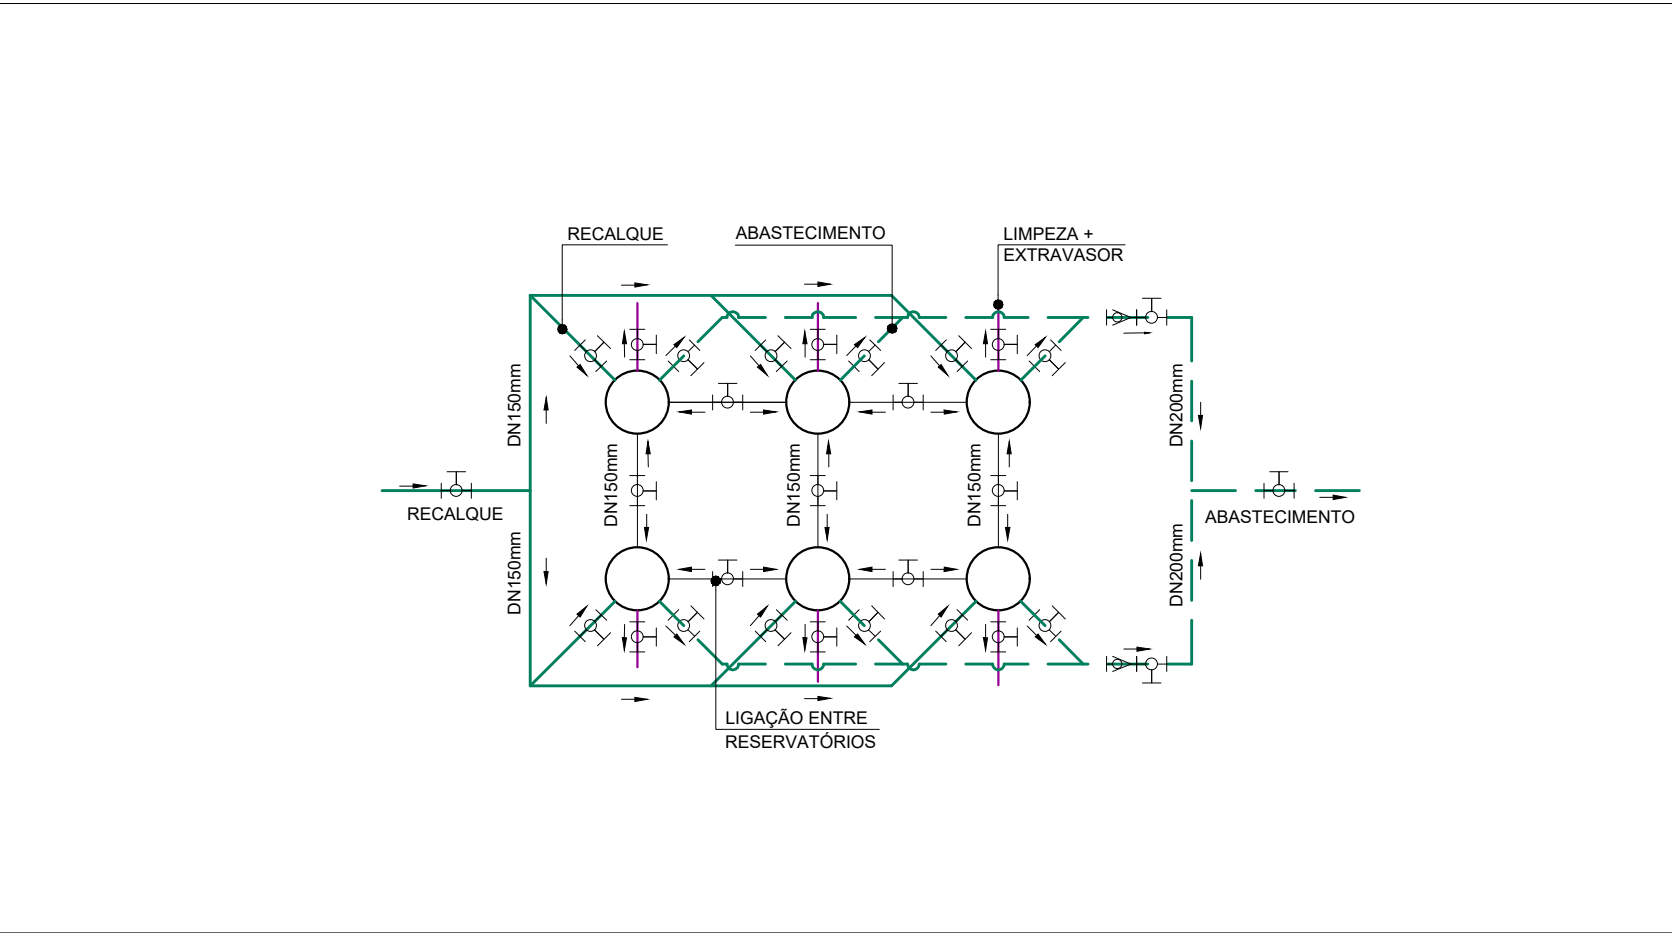 RECALQUE
ABASTECIMENTO
LIMPEZA +
EXTRAVASOR
DN150mm
DN200mm
DN150mm
DN150mm
DN150mm
RECALQUE
ABASTECIMENTO
DN150mm
DN200mm
LIGAÇÃO ENTRE
RESERVATÓRIOS